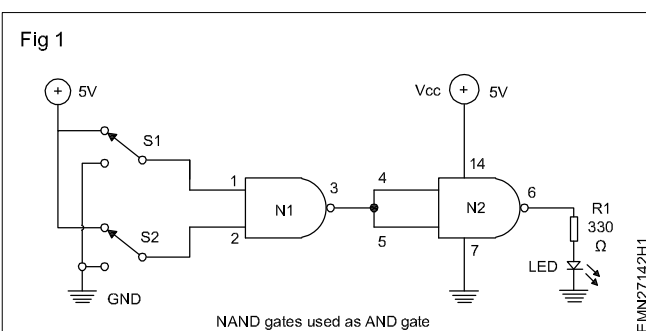 Fig 1
5V
Vcc
5V
S1
14
1
3
4
6
N1
N2
R1
330
Ω
2
5
S2
7
LED
GND
NAND gates used as AND gate
EMN27142H1